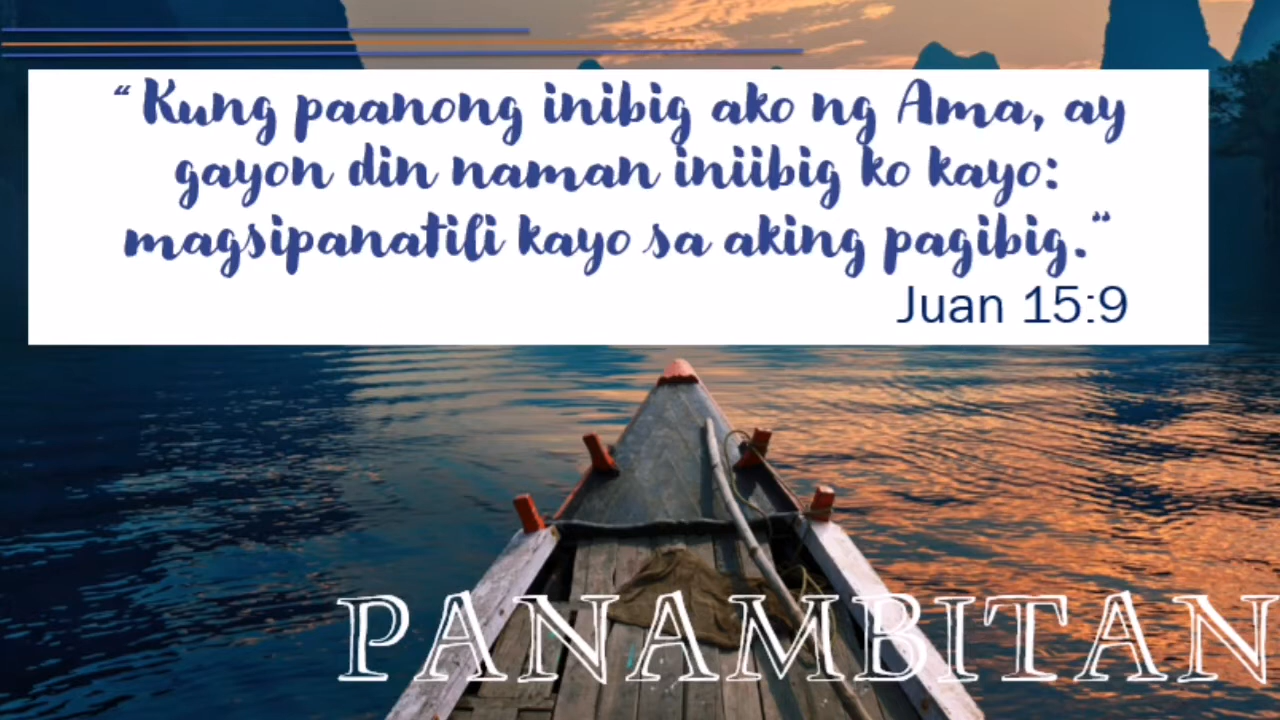 “Kung paanong inibig ako ng Ama, ay
gayon din naman iniibig ko kayo:
magsipanatili kayo sa aking pagibig.”
Juan 15:9
PANAMBITAN